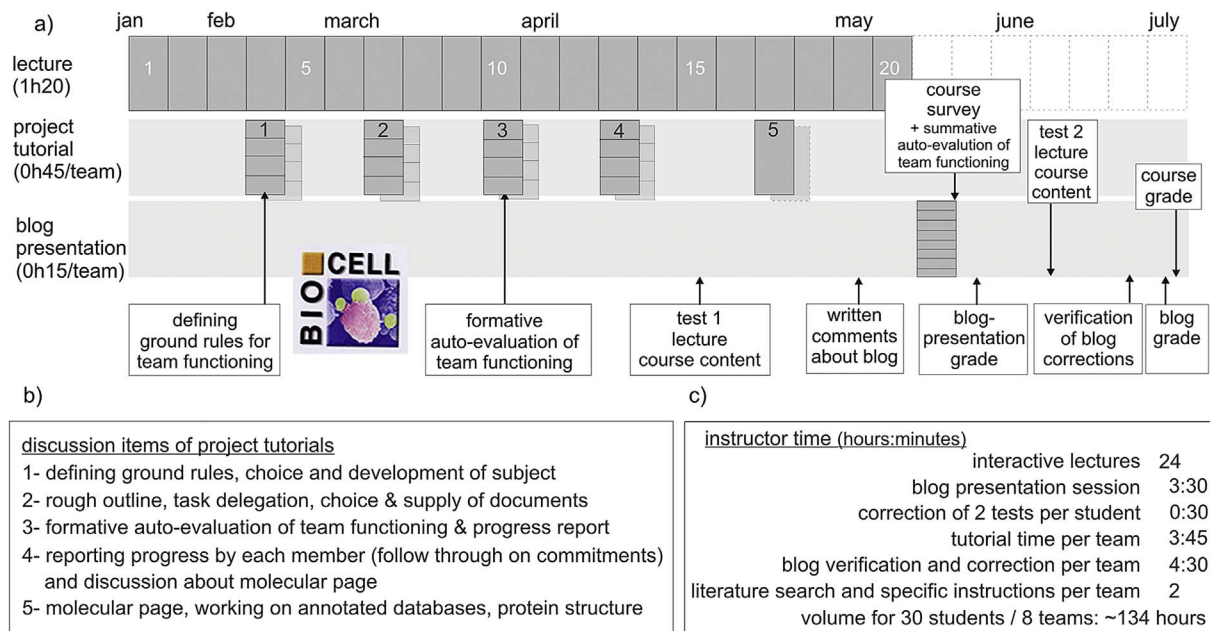 a)
jan feb march april may june july
lecture
(1h20)
1 5 10 15 20
project
tutorial
(0h45/team)
1 2 3 4 5
course
survey
+ summative
auto-evalution of
team functioning
test 2
lecture
course
content
course
grade
blog
presentation
(0h15/team)
BIO
CELL
defining
ground rules for
team functioning
formative
auto-evaluation of
team functioning
test 1
lecture
course content
written
comments
about blog
blog-
presentation
grade
verification
of blog
corrections
blog
grade
b)
discussion items of project tutorials
1- defining ground rules, choice and development of subject
2- rough outline, task delegation, choice & supply of documents
3- formative auto-evaluation of team functioning & progress report
4- reporting progress by each member (follow through on commitments)
and discussion about molecular page
5- molecular page, working on annotated databases, protein structure
c)
instructor time (hours:minutes)
interactive lectures 24
blog presentation session 3:30
correction of 2 tests per student 0:30
tutorial time per team 3:45
blog verification and correction per team 4:30
literature search and specific instructions per team 2
volume for 30 students / 8 teams: ~134 hours